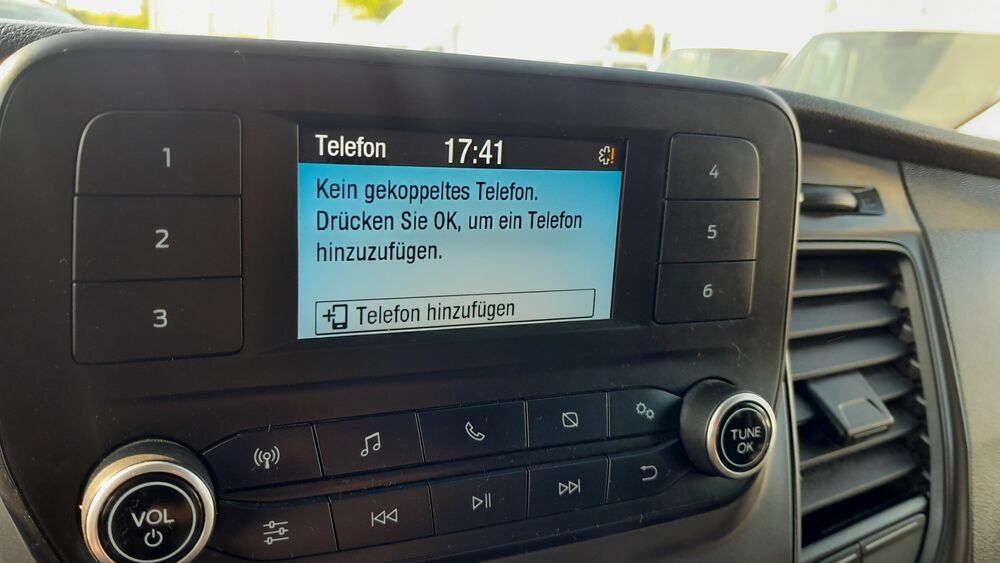 Telefon 17:41
Kein gekoppeltes Telefon.
Drücken Sie OK, um ein Telefon
hinzuzufügen.
Telefon hinzufügen
1
2
3
4
5
6
VOL
TUNE
OK